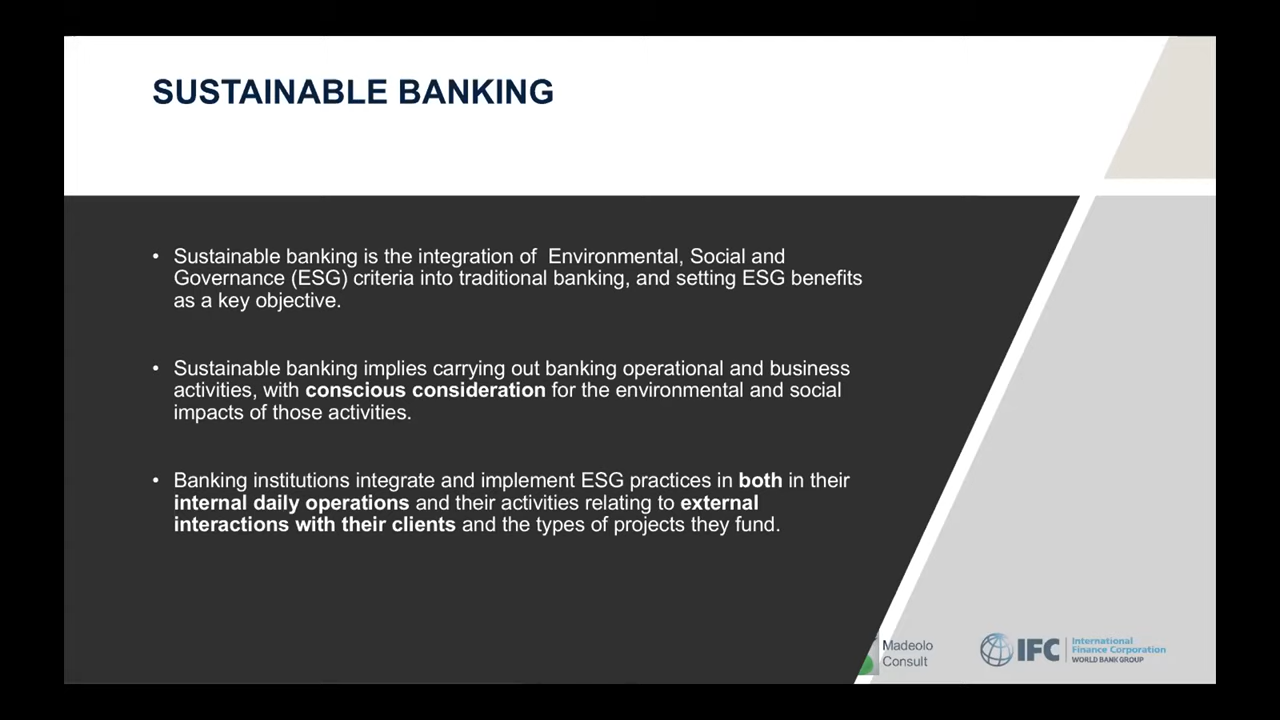 SUSTAINABLE BANKING
• Sustainable banking is the integration of  Environmental, Social and
Governance (ESG) criteria into traditional banking, and setting ESG benefits
as a key objective.
• Sustainable banking implies carrying out banking operational and business
activities, with conscious consideration for the environmental and social
impacts of those activities.
• Banking institutions integrate and implement ESG practices in both in their
internal daily operations and their activities relating to external
interactions with their clients and the types of projects they fund.
Madeolo
Consult
IFC
International
Finance Corporation
WORLD BANK GROUP